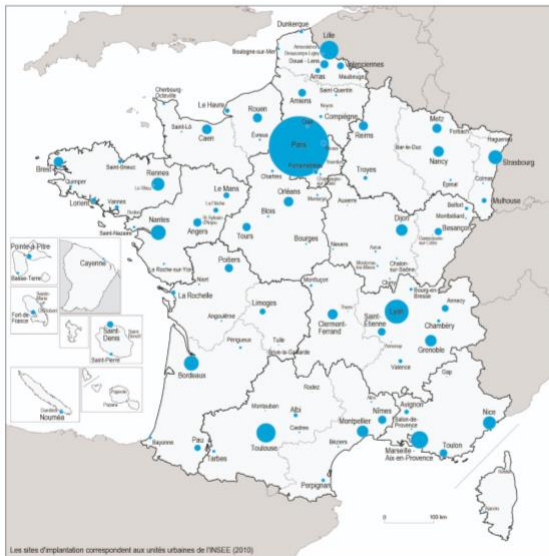 Dunkerque
Lille
Boulogne-sur-Mer
Valenciennes
Douai - Lens
Arras
Maubeuge
Cherbourg-
Octeville
Amiens
Saint-Quentin
Le Havre
Rouen
Compiègne
Saint-Lô
Caen
Évreux
Reims
Metz
Forbach
Paris
Bar-le-Duc
Nancy
Haguenau
Strasbourg
Brest
Saint-Brieuc
Rennes
Chartres
Troyes
Épinal
Colmar
Quimper
Lorient
Vannes
Le Mans
Orléans
Auxerre
Mulhouse
Belfort
Montbéliard
Saint-Nazaire
Nantes
Angers
Blois
Tours
Bourges
Nevers
Dijon
Besançon
Pointe-à-Pitre
Basse-Terre
Cayenne
La Roche-sur-Yon
Poitiers
Niort
Chalon-
sur-Saône
Fort-de
France
Saint-
Denis
Saint-Pierre
La Rochelle
Montluçon
Bourg-en
Bresse
Annecy
Angoulême
Limoges
Clermont-
Ferrand
Lyon
Saint-
Étienne
Chambéry
Grenoble
Périgueux
Tulle
Brive-la-Gaillarde
Valence
Gap
Nouméa
Bordeaux
Rodez
Montauban
Albi
Castres
Nîmes
Avignon
Salon-de-
Provence
Nice
Bayonne
Pau
Tarbes
Toulouse
Montpellier
Béziers
Marseille -
Aix-en-Provence
Toulon
Perpignan
0 100 km
Les sites d'implantation correspondent aux unités urbaines de l'INSEE (2010)